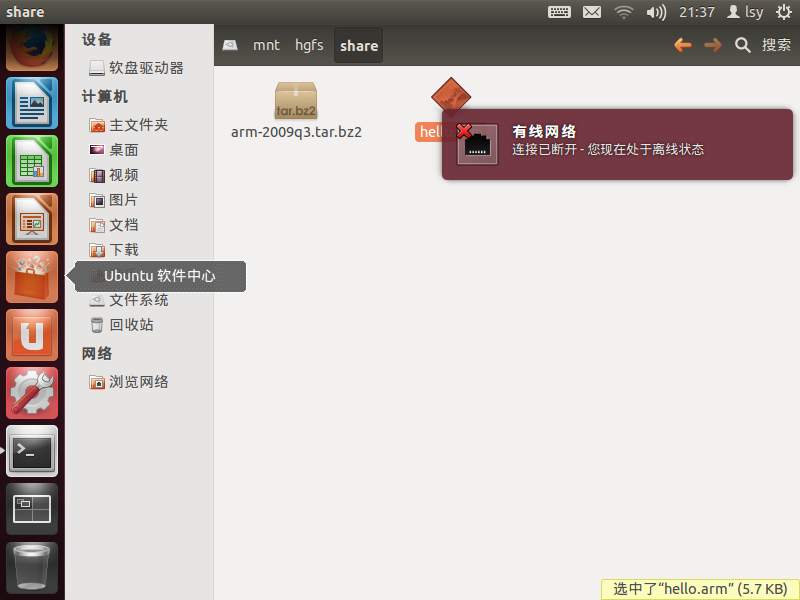 share
21:37
lsy
设备
软盘驱动器
计算机
主文件夹
桌面
视频
图片
文档
下载
Ubuntu 软件中心
文件系统
回收站
网络
浏览网络
mnt
hgfs
share
搜索
tar.bz2
arm-2009q3.tar.bz2
有线网络
连接已断开 - 您现在处于离线状态
选中了“hello.arm” (5.7 KB)